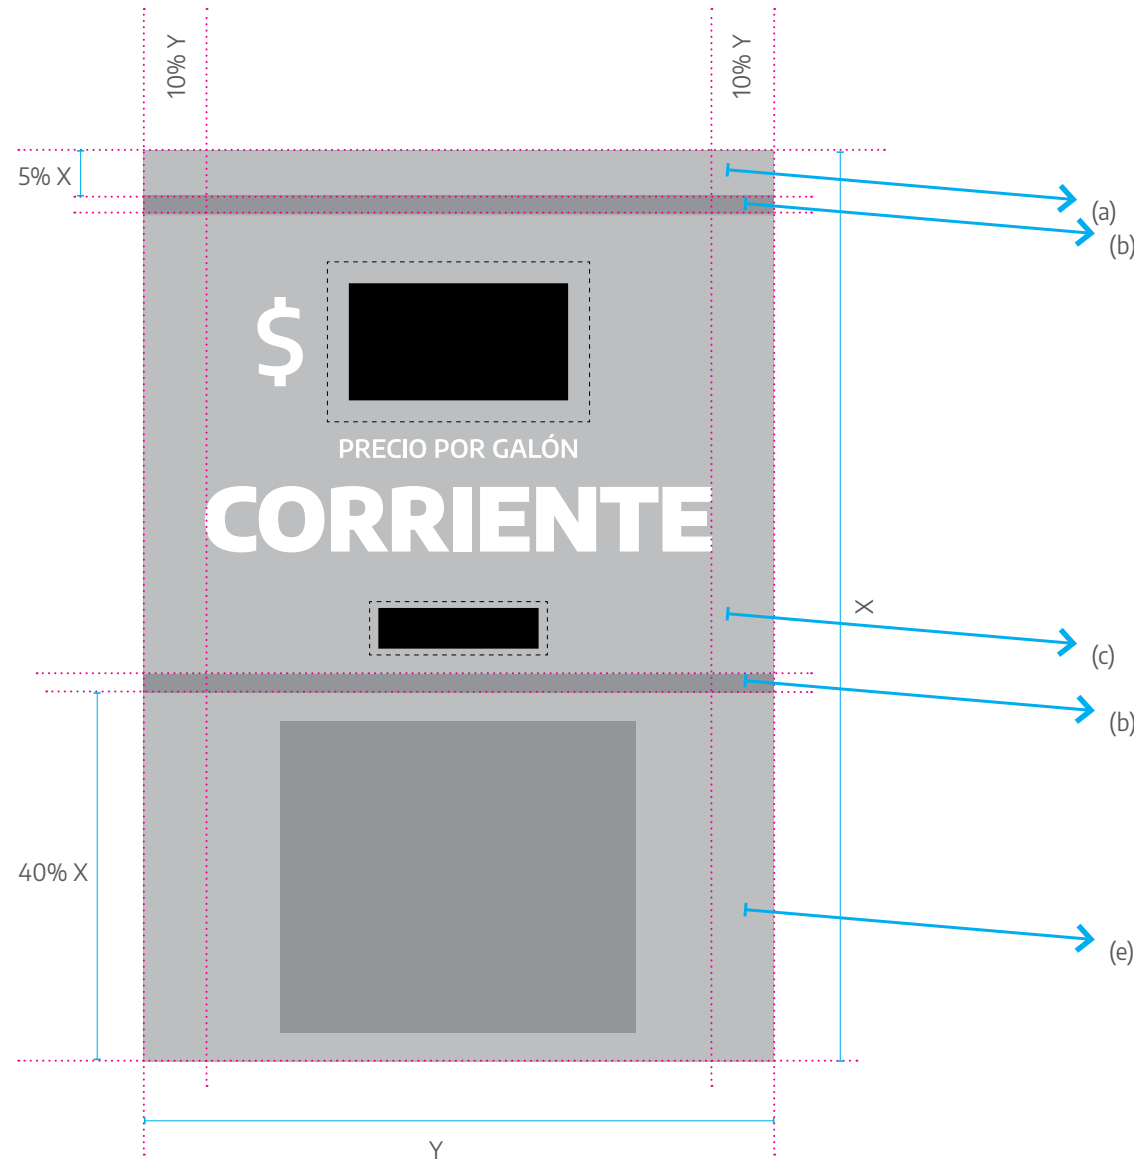 10% Y
10% Y
5% X
(a)
(b)
$
PRECIO POR GALÓN
CORRIENTE
X
(c)
(b)
40% X
(e)
Y